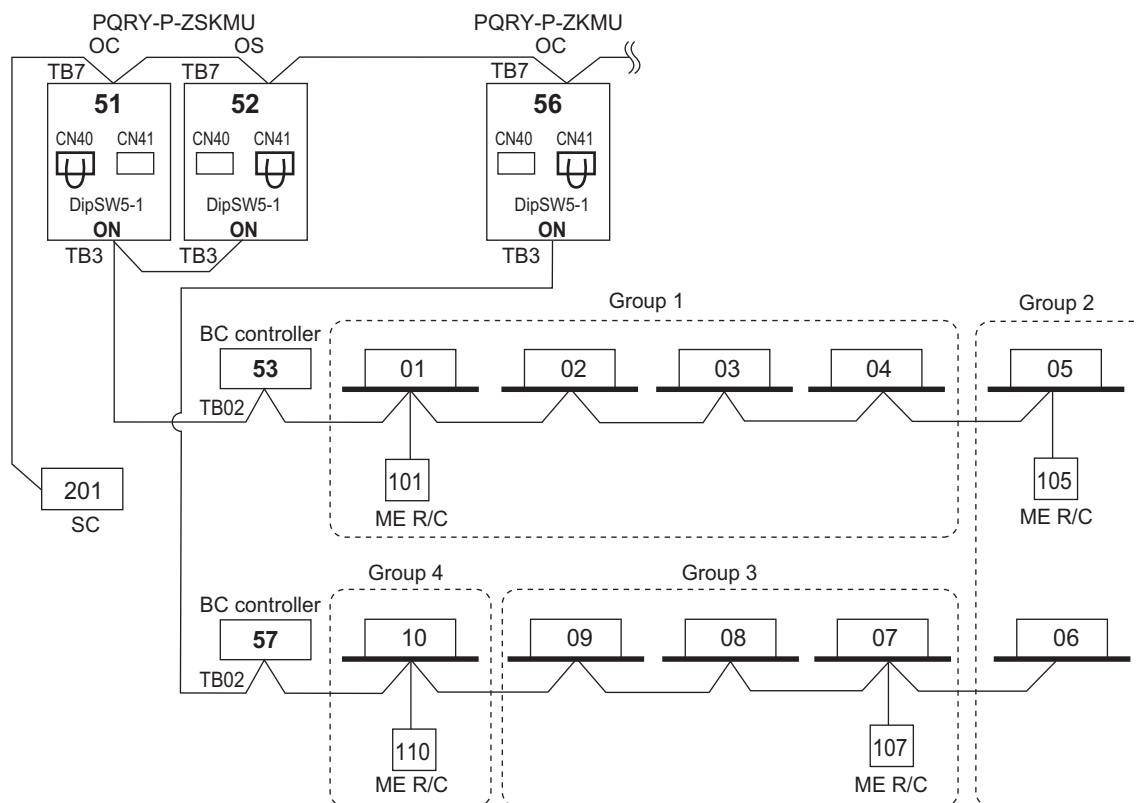 PQRY-P-ZSKMU
PQRY-P-ZKMU
OC OS OC
TB7 TB7 TB7
51 52 56
CN40 CN41 CN40 CN41 CN40 CN41
DipSW5-1 DipSW5-1 DipSW5-1
ON ON ON
TB3 TB3 TB3
Group 1 Group 2
BC controller
53 01 02 03 04 05
TB02
201
SC
101
ME R/C
105
ME R/C
Group 4 Group 3
BC controller
57 10 09 08 07 06
TB02
110
ME R/C
107
ME R/C